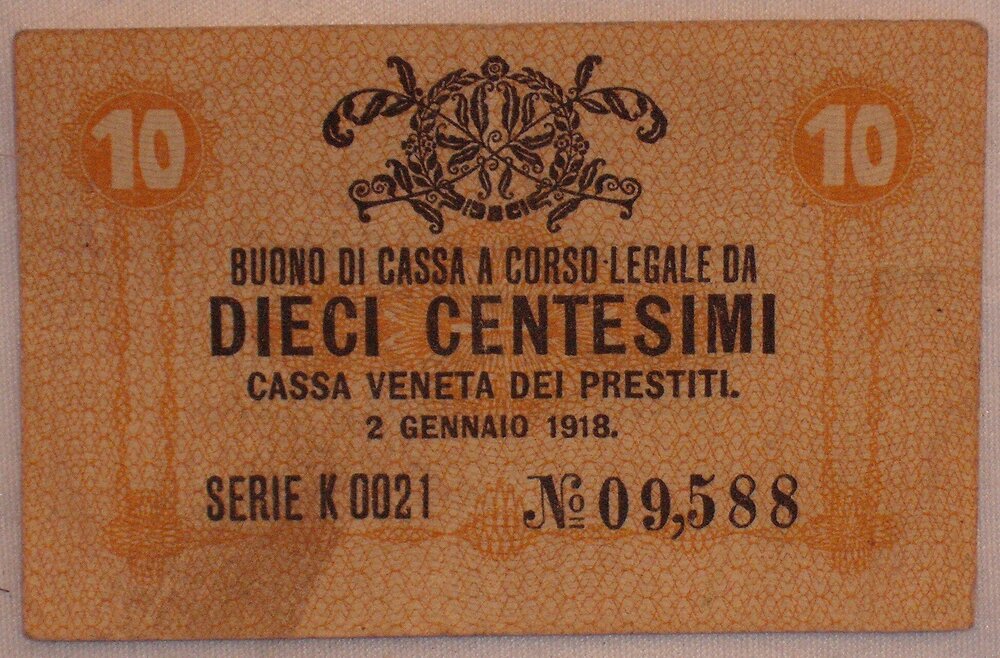 10 10
BUONO DI CASSA A CORSO LEGALE DA
DIECI CENTESIMI
CASSA VENETA DEI PRESTITI.
2 GENNAIO 1918.
SERIE K 0021 No 09,588